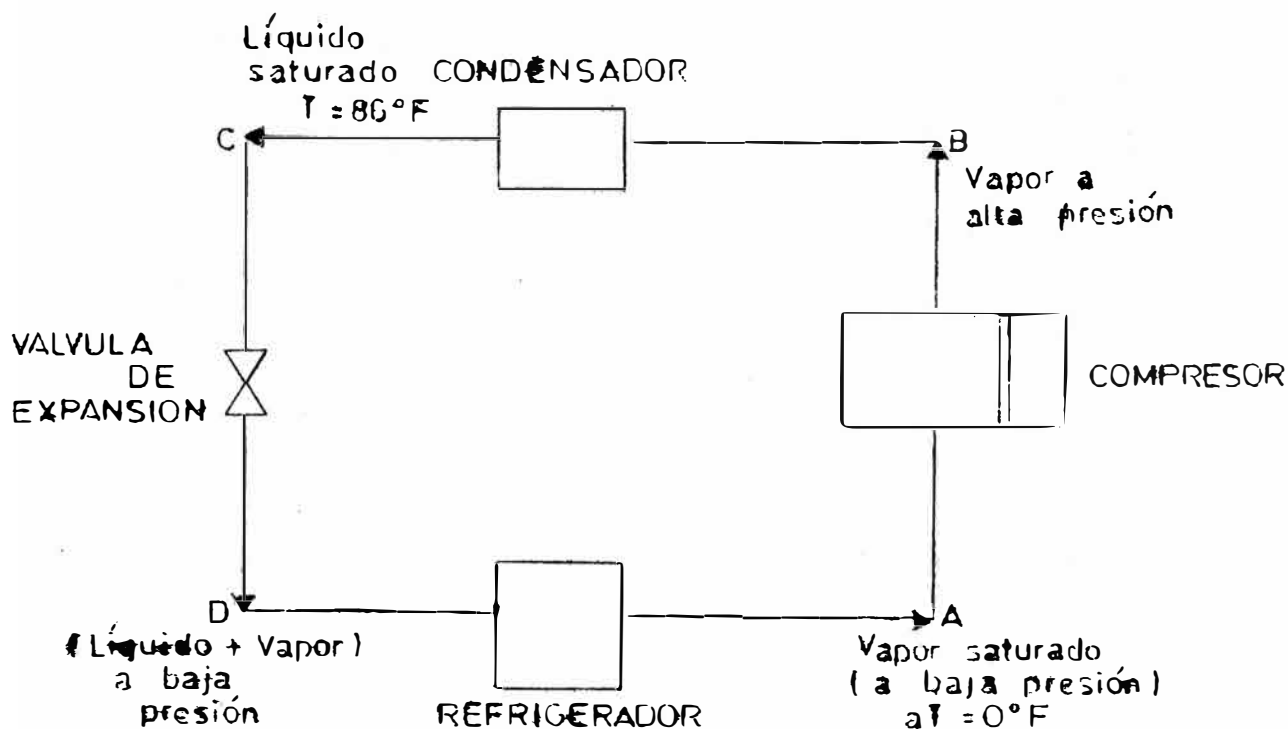 Líquido
saturado CONDENSADOR
T = 86°F
C
B
Vapor a
alta presión
VALVULA
DE
EXPANSION
COMPRESOR
D
(Líquido + Vapor)
a baja
presión
REFRIGERADOR
A
Vapor saturado
(a baja presión)
a T = 0°F